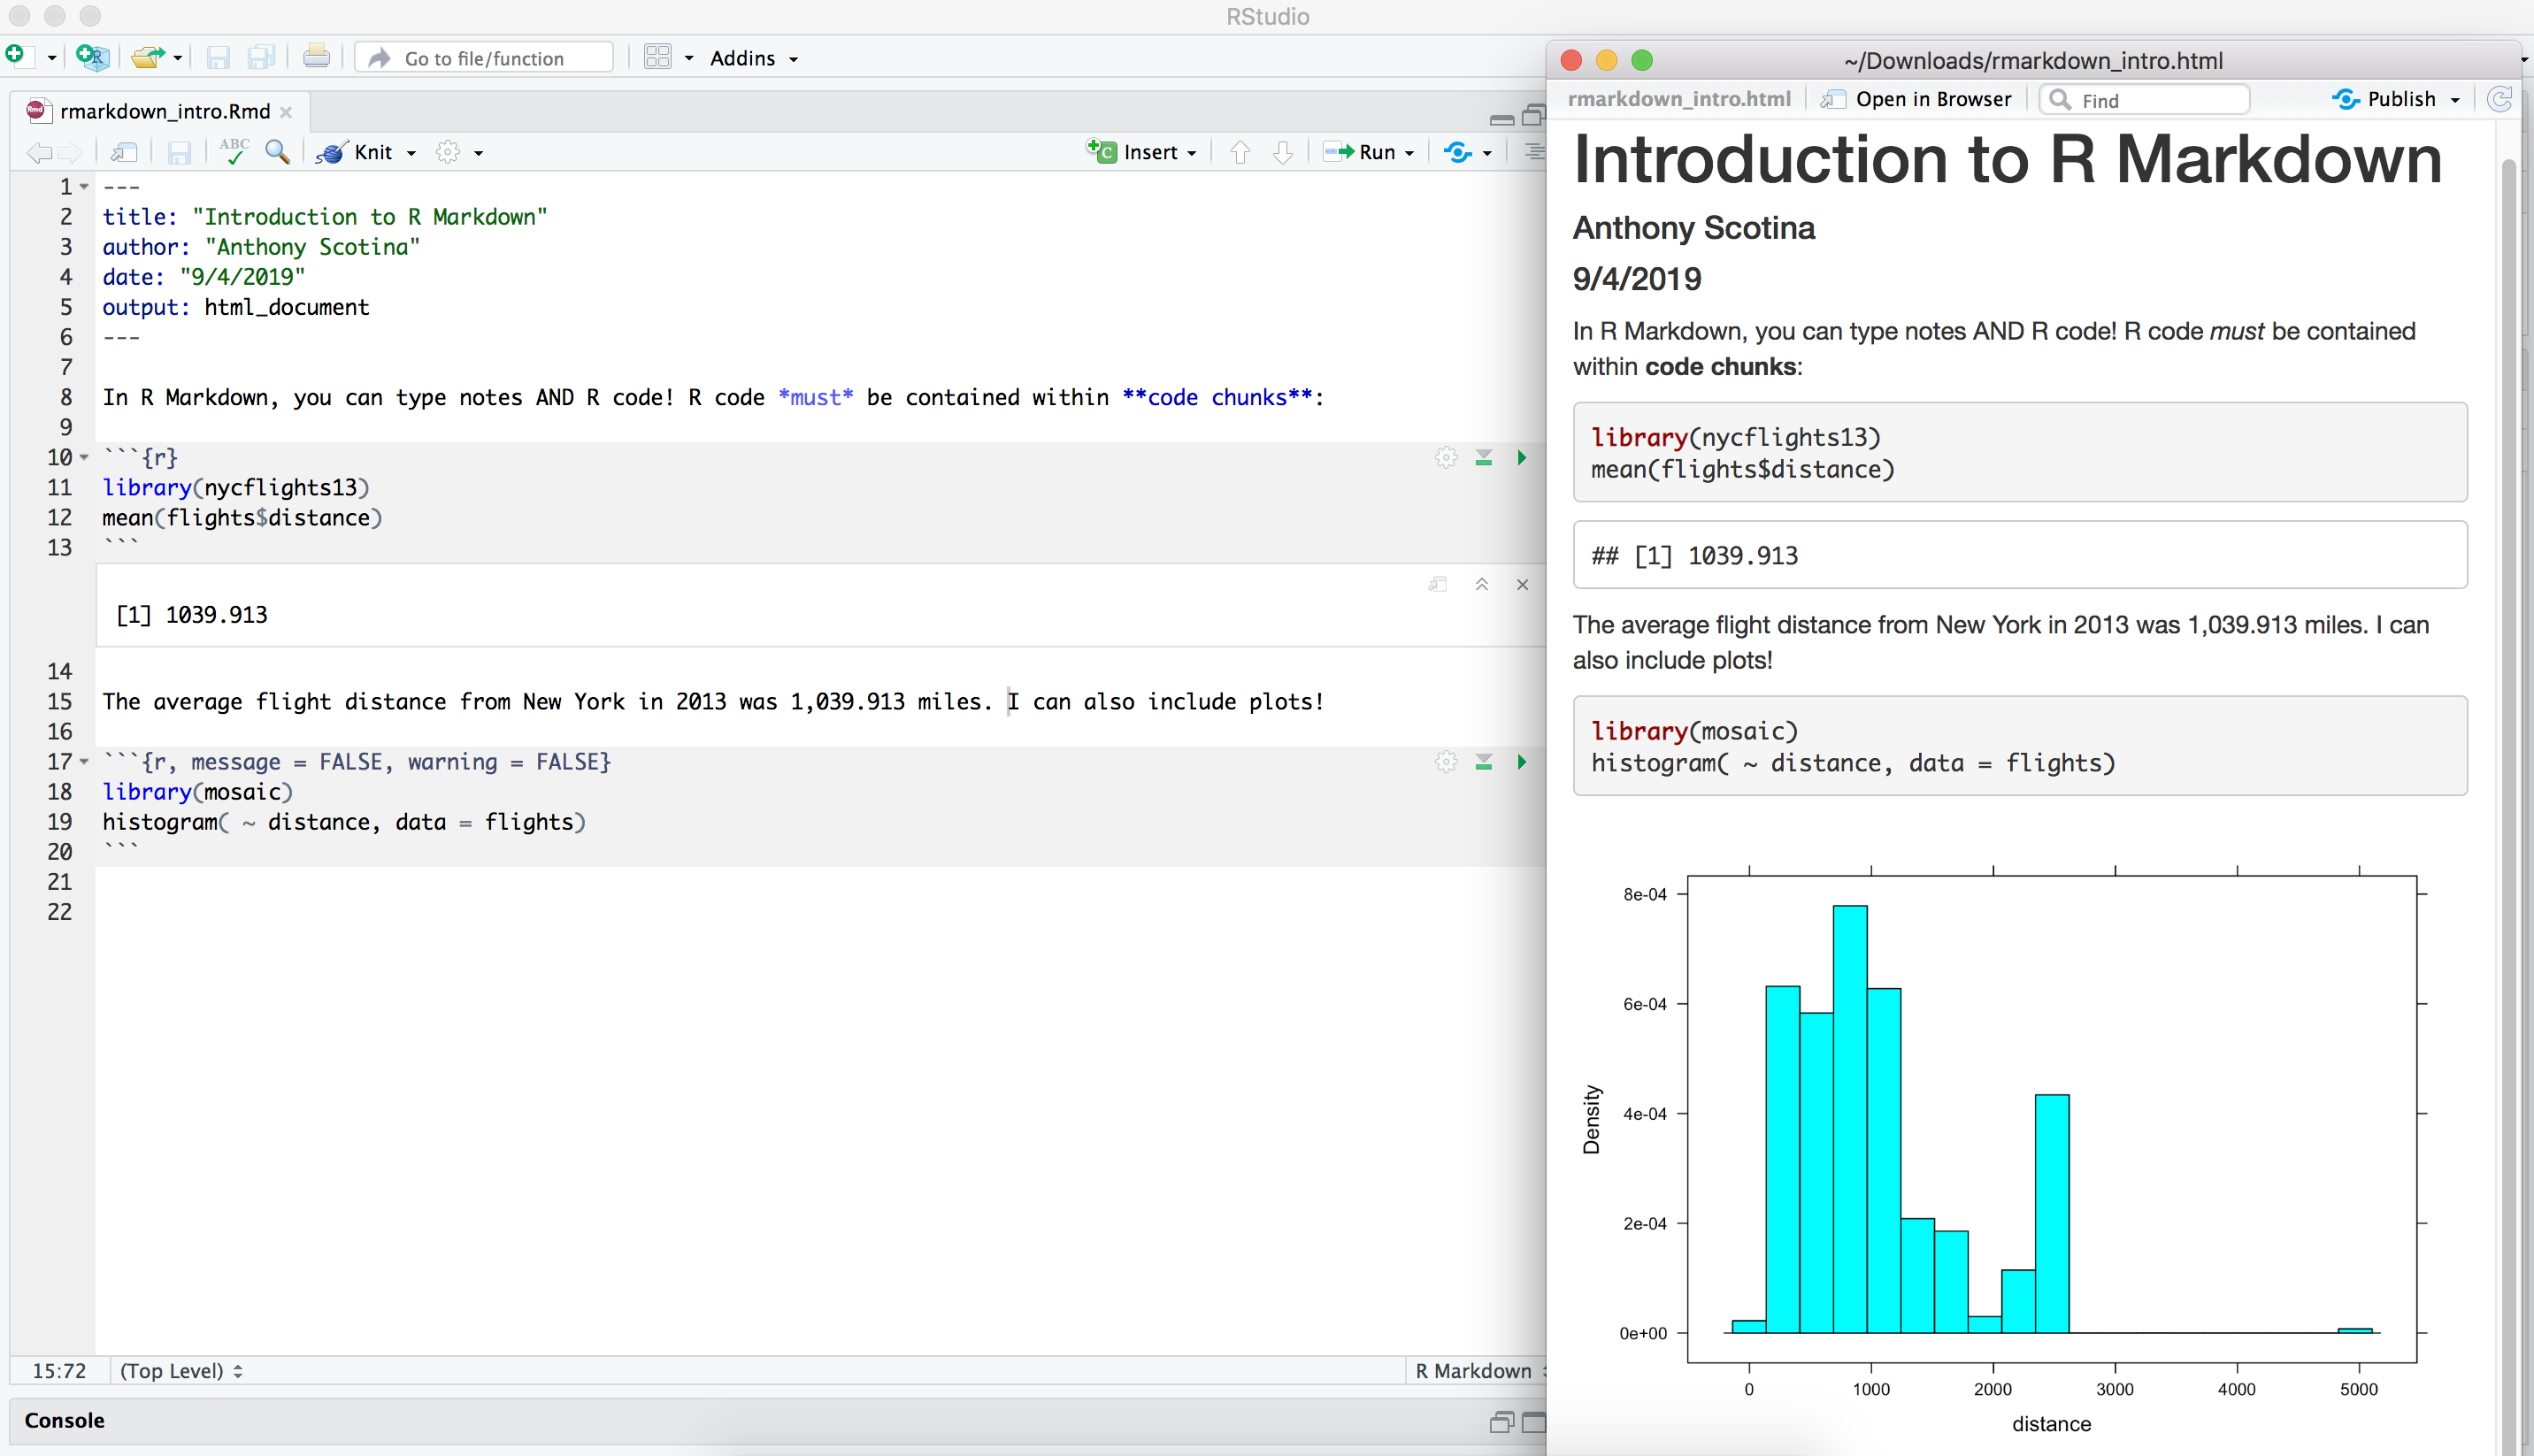 RStudio
Go to file/function
Addins
rmarkdown_intro.Rmd
ABC
Knit
Insert
Run
1 ---
2 title: "Introduction to R Markdown"
3 author: "Anthony Scotina"
4 date: "9/4/2019"
5 output: html_document
6 ---
7
8 In R Markdown, you can type notes AND R code! R code *must* be contained within **code chunks**:
9
10 ```{r}
11 library(nycflights13)
12 mean(flights$distance)
13 ```
[1] 1039.913
14
15 The average flight distance from New York in 2013 was 1,039.913 miles. I can also include plots!
16
17 ```{r, message = FALSE, warning = FALSE}
18 library(mosaic)
19 histogram( ~ distance, data = flights)
20 ```
21
22
15:72 (Top Level) R Markdown
Console
~/Downloads/rmarkdown_intro.html
rmarkdown_intro.html Open in Browser Find Publish
Introduction to R Markdown
Anthony Scotina
9/4/2019
In R Markdown, you can type notes AND R code! R code must be contained
within code chunks:
library(nycflights13)
mean(flights$distance)
## [1] 1039.913
The average flight distance from New York in 2013 was 1,039.913 miles. I can
also include plots!
library(mosaic)
histogram( ~ distance, data = flights)
8e-04
6e-04
4e-04
2e-04
0e+00
Density
0 1000 2000 3000 4000 5000
distance